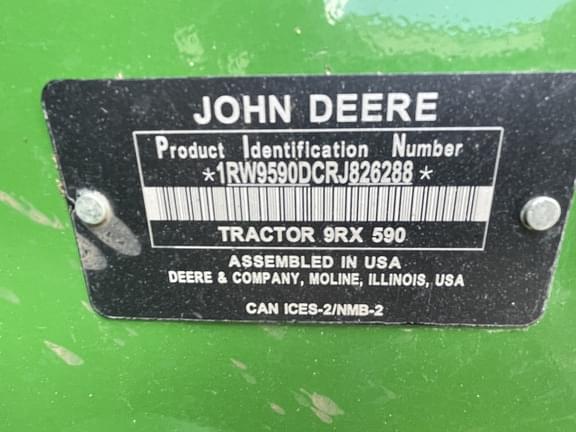 JOHN DEERE
Product Identification Number
*1RW9590DCRJ826288*
TRACTOR 9RX 590
ASSEMBLED IN USA
DEERE & COMPANY, MOLINE, ILLINOIS, USA
CAN ICES-2/NMB-2